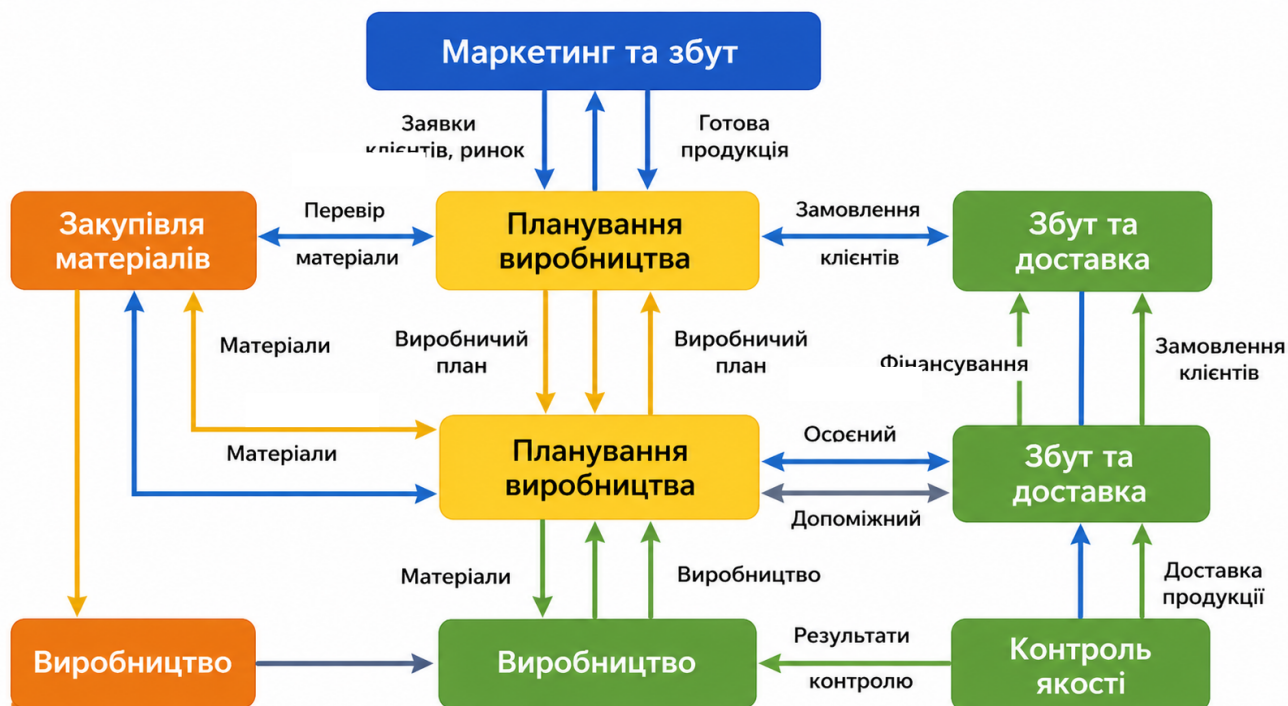 Маркетинг та збут
Заявки
клієнтів, ринок
Готова
продукція
Закупівля
матеріалів
Перевір
матеріали
Планування
виробництва
Замовлення
клієнтів
Збут та
доставка
Матеріали
Виробничий
план
Виробничий
план
Фінансування
Замовлення
клієнтів
Матеріали
Планування
виробництва
Допоміжний
Збут та
доставка
Матеріали
Виробництво
Доставка
продукції
Виробництво
Виробництво
Результати
контролю
Контроль
якості